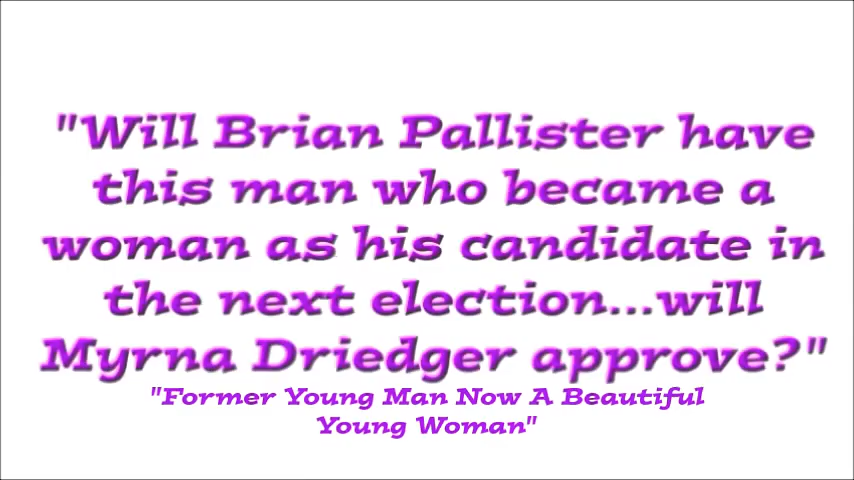 "Will Brian Pallister have
this man who became a
woman as his candidate in
the next election...will
Myrna Driedger approve?"
"Former Young Man Now A Beautiful
Young Woman"